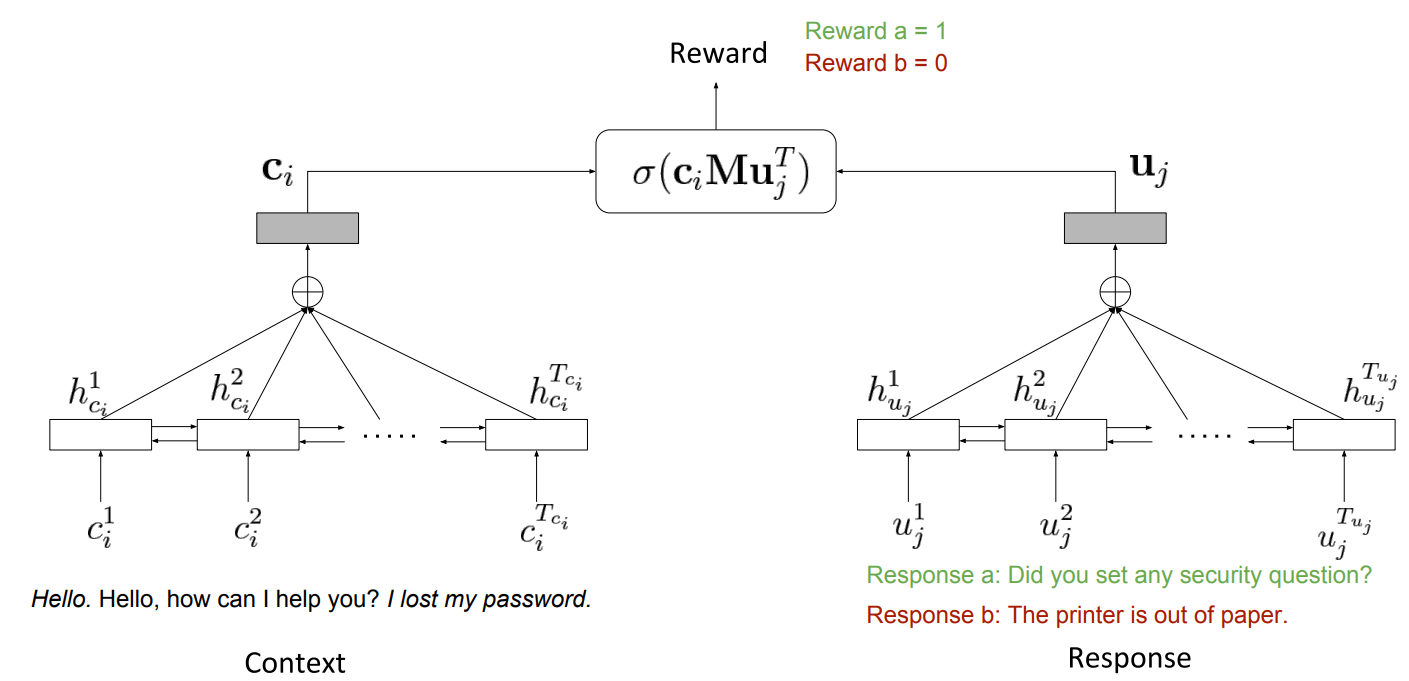 Reward a = 1
Reward
Reward b = 0
$\mathbf{c}_i$
$\sigma(\mathbf{c}_i \mathbf{M} \mathbf{u}_j^T)$
$\mathbf{u}_j$
$h_{c_i}^1$ $h_{c_i}^2$ $h_{c_i}^{T_{c_i}}$ $h_{u_j}^1$ $h_{u_j}^2$ $h_{u_j}^{T_{u_j}}$
..... .....
$c_i^1$ $c_i^2$ $c_i^{T_{c_i}}$ $u_j^1$ $u_j^2$ $u_j^{T_{u_j}}$
Hello. Hello, how can I help you? I lost my password.
Response a: Did you set any security question?
Response b: The printer is out of paper.
Context
Response